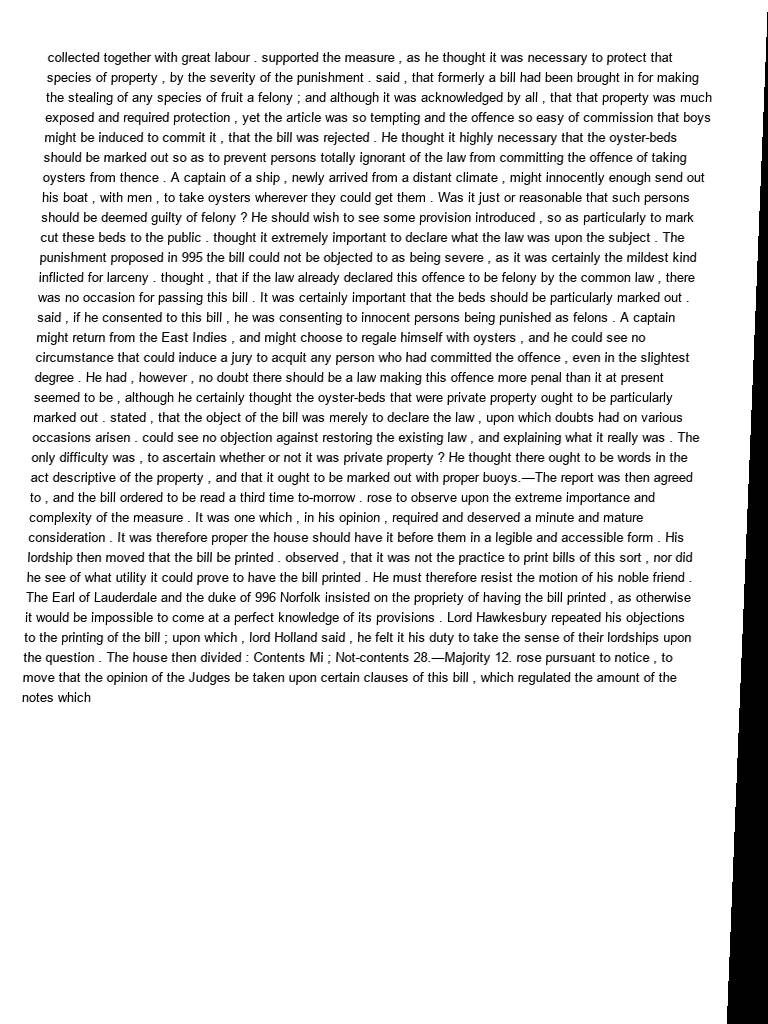 collected together with great labour . supported the measure , as he thought it was necessary to protect that
species of property , by the severity of the punishment . said , that formerly a bill had been brought in for making
the stealing of any species of fruit a felony ; and although it was acknowledged by all , that that property was much
exposed and required protection , yet the article was so tempting and the offence so easy of commission that boys
might be induced to commit it , that the bill was rejected . He thought it highly necessary that the oyster-beds
should be marked out so as to prevent persons totally ignorant of the law from committing the offence of taking
oysters from thence . A captain of a ship , newly arrived from a distant climate , might innocently enough send out
his boat , with men , to take oysters wherever they could get them . Was it just or reasonable that such persons
should be deemed guilty of felony ? He should wish to see some provision introduced , so as particularly to mark
cut these beds to the public . thought it extremely important to declare what the law was upon the subject . The
punishment proposed in 995 the bill could not be objected to as being severe , as it was certainly the mildest kind
inflicted for larceny . thought , that if the law already declared this offence to be felony by the common law , there
was no occasion for passing this bill . It was certainly important that the beds should be particularly marked out .
said , if he consented to this bill , he was consenting to innocent persons being punished as felons . A captain
might return from the East Indies , and might choose to regale himself with oysters , and he could see no
circumstance that could induce a jury to acquit any person who had committed the offence , even in the slightest
degree . He had , however , no doubt there should be a law making this offence more penal than it at present
seemed to be , although he certainly thought the oyster-beds that were private property ought to be particularly
marked out . stated , that the object of the bill was merely to declare the law , upon which doubts had on various
occasions arisen . could see no objection against restoring the existing law , and explaining what it really was . The
only difficulty was , to ascertain whether or not it was private property ? He thought there ought to be words in the
act descriptive of the property , and that it ought to be marked out with proper buoys.—The report was then agreed
to , and the bill ordered to be read a third time to-morrow . rose to observe upon the extreme importance and
complexity of the measure . It was one which , in his opinion , required and deserved a minute and mature
consideration . It was therefore proper the house should have it before them in a legible and accessible form . His
lordship then moved that the bill be printed . observed , that it was not the practice to print bills of this sort , nor did
he see of what utility it could prove to have the bill printed . He must therefore resist the motion of his noble friend .
The Earl of Lauderdale and the duke of 996 Norfolk insisted on the propriety of having the bill printed , as otherwise
it would be impossible to come at a perfect knowledge of its provisions . Lord Hawkesbury repeated his objections
to the printing of the bill ; upon which , lord Holland said , he felt it his duty to take the sense of their lordships upon
the question . The house then divided : Contents Mi ; Not-contents 28.—Majority 12. rose pursuant to notice , to
move that the opinion of the Judges be taken upon certain clauses of this bill , which regulated the amount of the
notes which